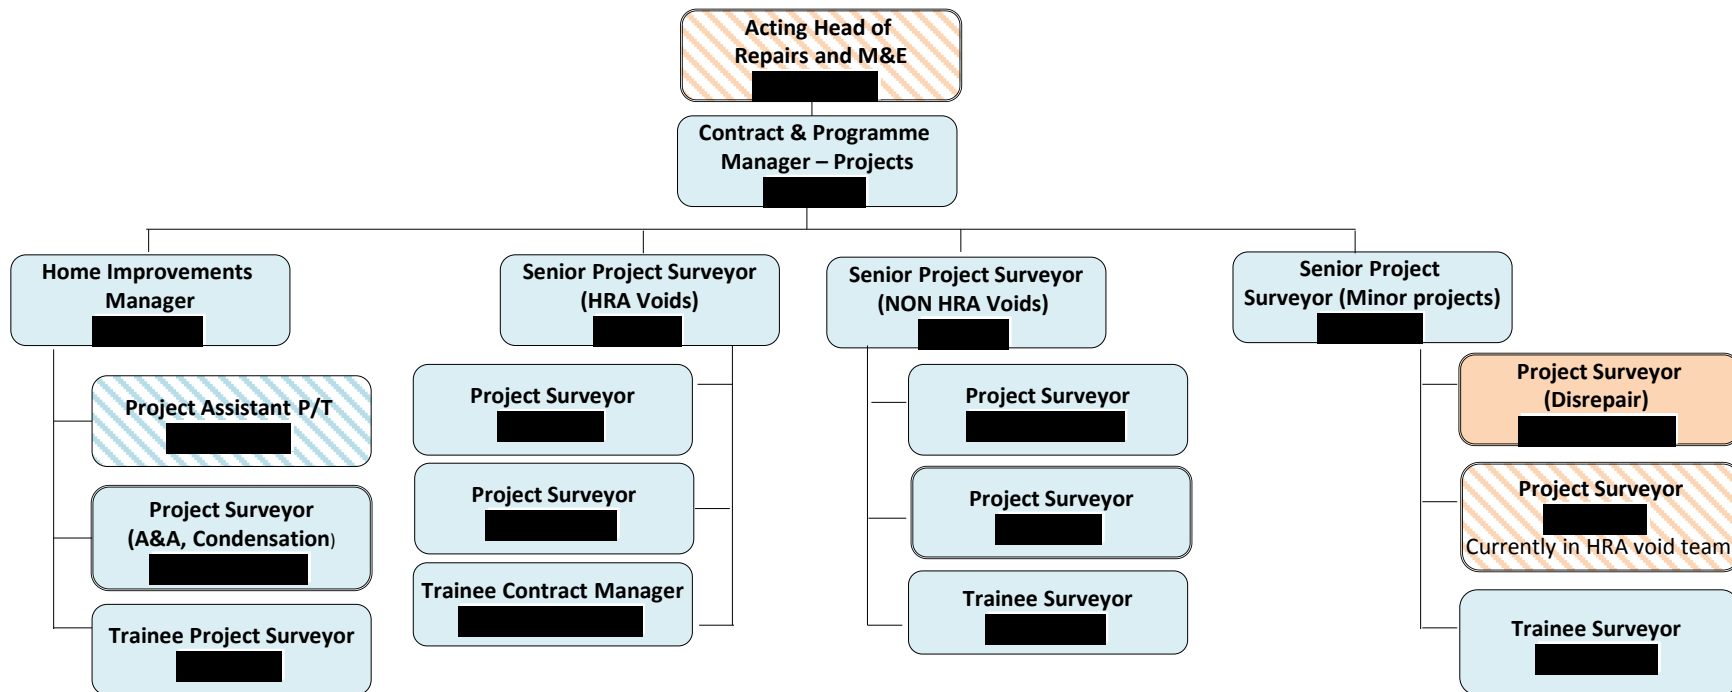 Acting Head of
Repairs and M&E
Contract & Programme
Manager – Projects
Home Improvements
Manager
Senior Project Surveyor
(HRA Voids)
Senior Project Surveyor
(NON HRA Voids)
Senior Project
Surveyor (Minor projects)
Project Assistant P/T
Project Surveyor
(A&A, Condensation)
Trainee Project Surveyor
Project Surveyor
Project Surveyor
Trainee Contract Manager
Project Surveyor
Project Surveyor
Trainee Surveyor
Project Surveyor
(Disrepair)
Project Surveyor
Currently in HRA void team
Trainee Surveyor